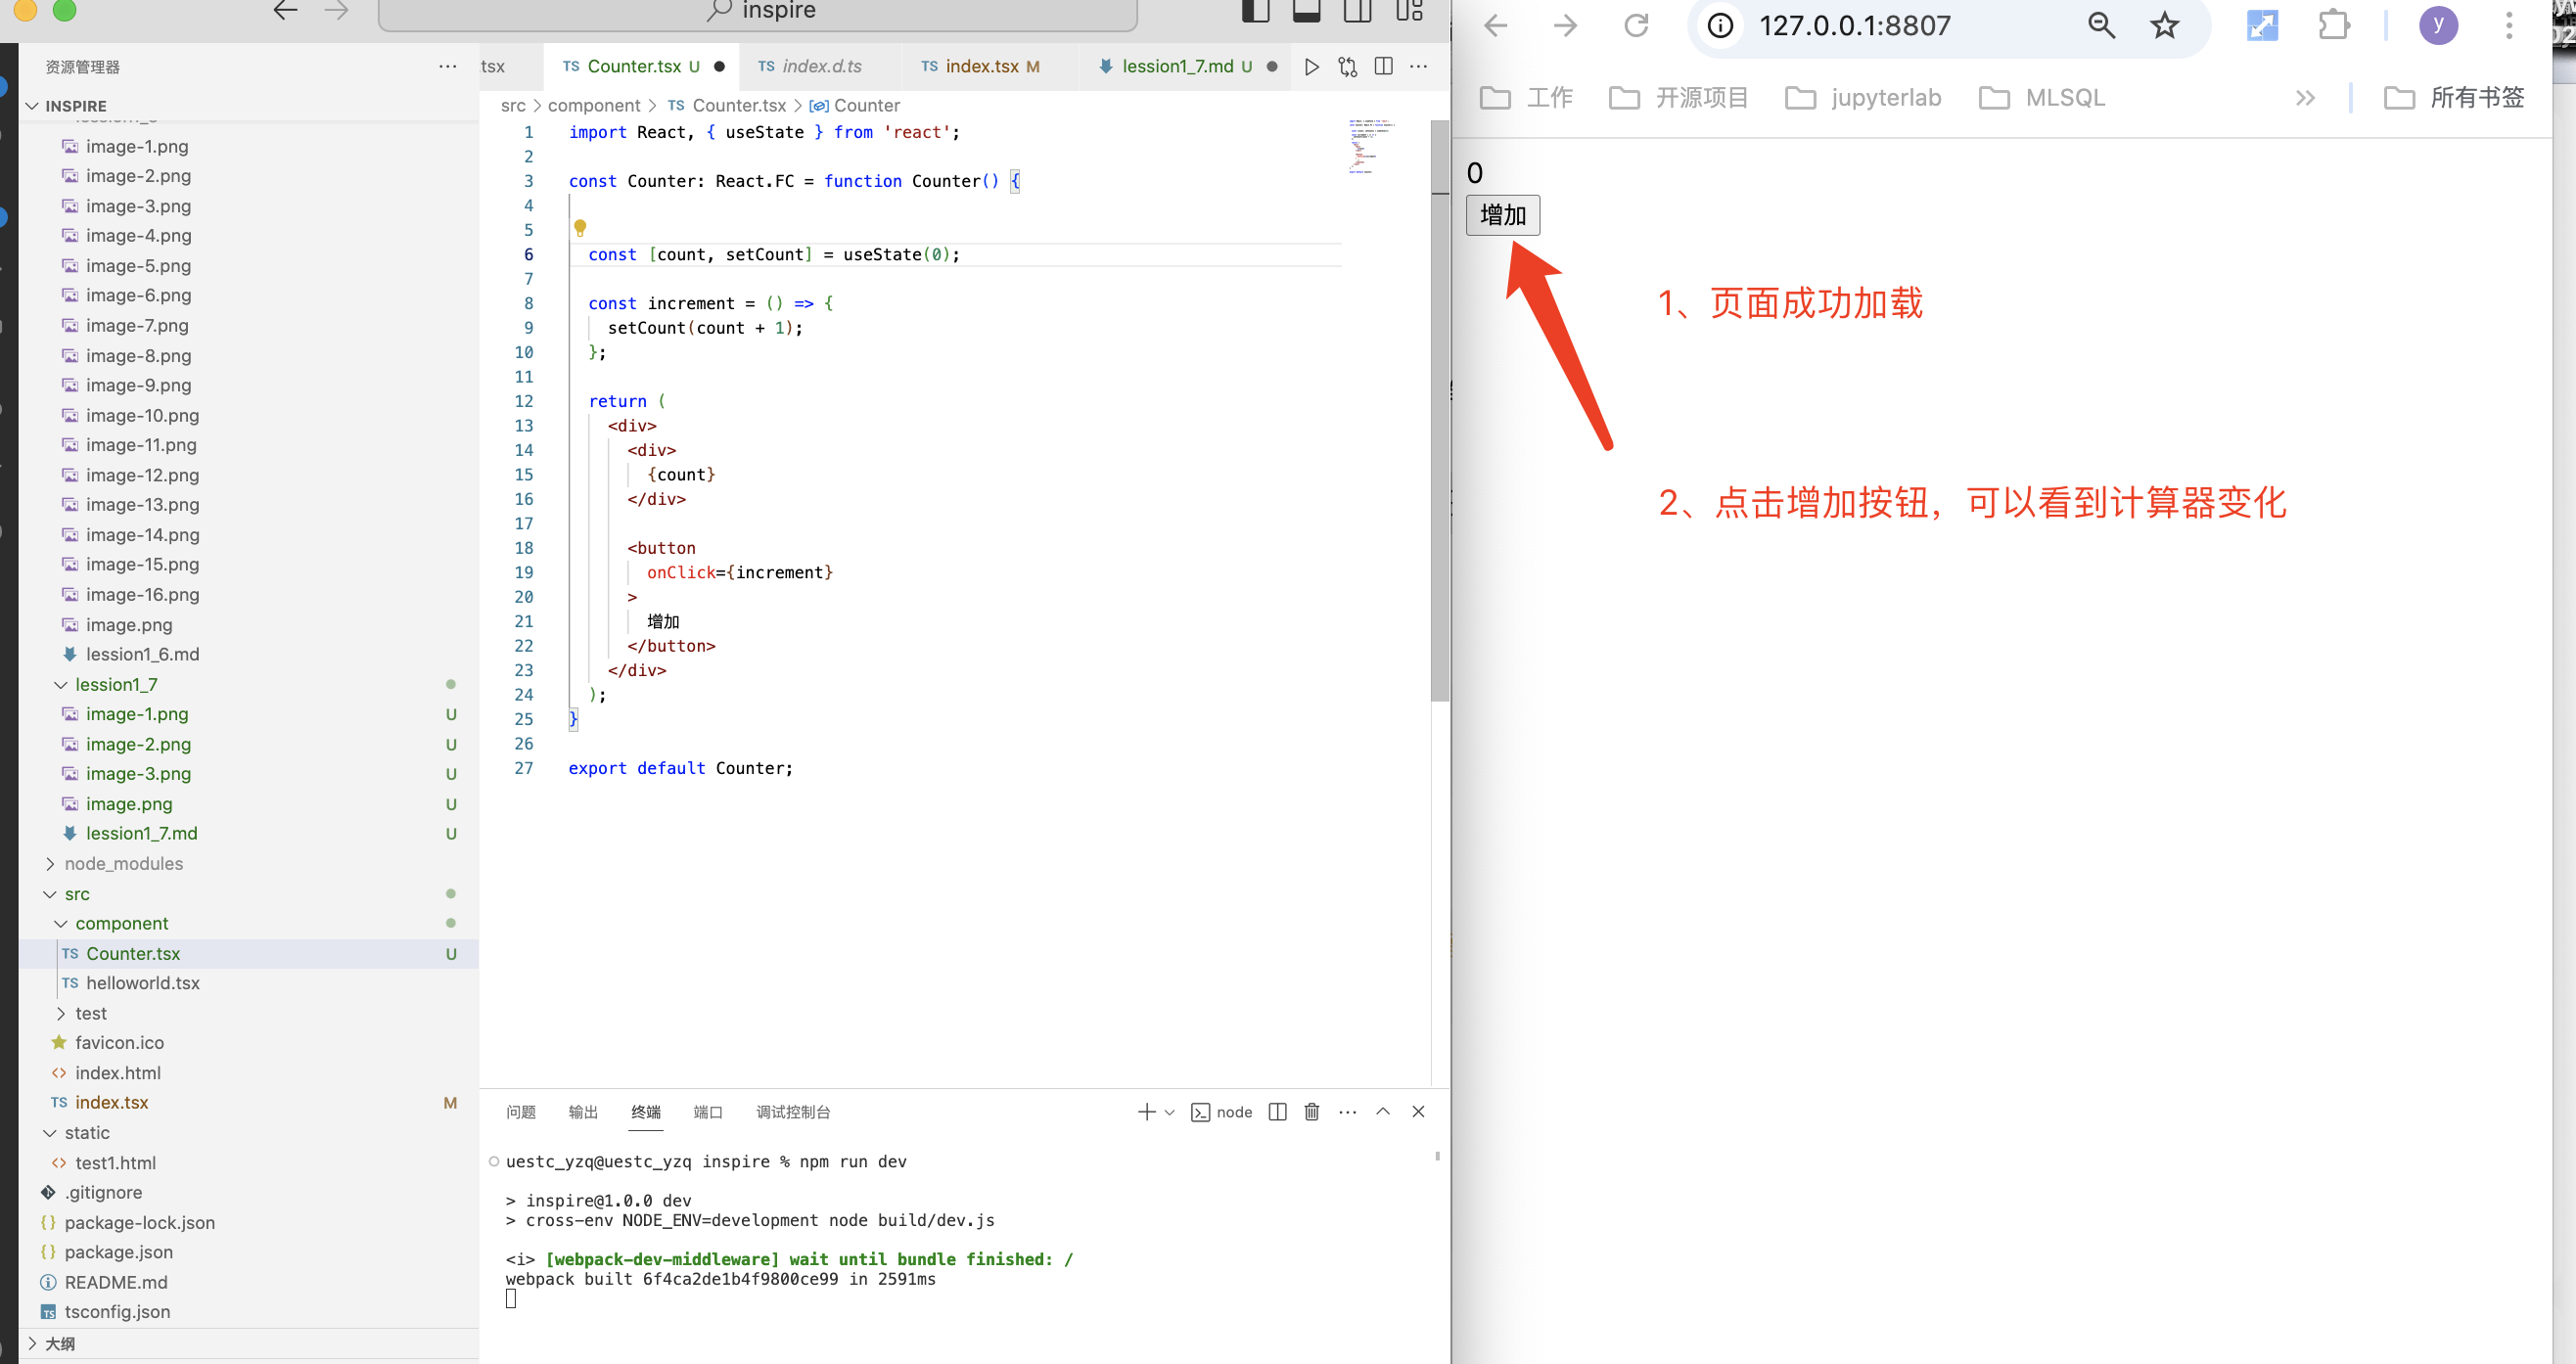 inspire
资源管理器
tsx
Counter.tsx U
index.d.ts
index.tsx M
lession1_7.md U
INSPIRE
src > component > TS Counter.tsx > Counter
image-1.png
image-2.png
image-3.png
image-4.png
image-5.png
image-6.png
image-7.png
image-8.png
image-9.png
image-10.png
image-11.png
image-12.png
image-13.png
image-14.png
image-15.png
image-16.png
image.png
lession1_6.md
lession1_7
image-1.png U
image-2.png U
image-3.png U
image.png U
lession1_7.md U
node_modules
src
component
TS Counter.tsx U
TS helloworld.tsx
test
favicon.ico
index.html
TS index.tsx M
static
test1.html
.gitignore
package-lock.json
package.json
README.md
tsconfig.json
大纲
1 import React, { useState } from 'react';
2
3 const Counter: React.FC = function Counter() {
4
5
6 const [count, setCount] = useState(0);
7
8 const increment = () => {
9 setCount(count + 1);
10 };
11
12 return (
13 <div>
14 <div>
15 {count}
16 </div>
17
18 <button
19 onClick={increment}
20 >
21 增加
22 </button>
23 </div>
24 );
25 }
26
27 export default Counter;
问题 输出 终端 端口 调试控制台
node
uestc_yzq@uestc_yzq inspire % npm run dev
> inspire@1.0.0 dev
> cross-env NODE_ENV=development node build/dev.js
<i> [webpack-dev-middleware] wait until bundle finished: /
webpack built 6f4ca2de1b4f9800ce99 in 2591ms
127.0.0.1:8807
y
工作 开源项目 jupyterlab MLSQL
所有书签
0
增加
1、页面成功加载
2、点击增加按钮，可以看到计算器变化